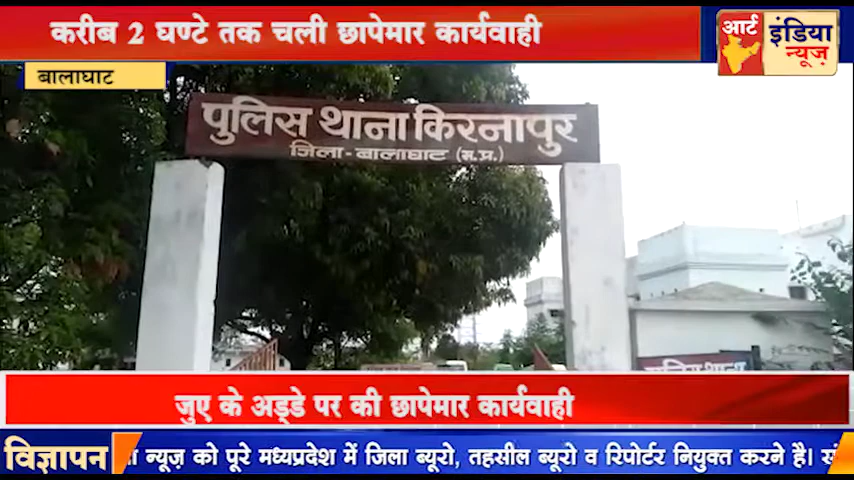 करीब 2 घण्टे तक चली छापेमार कार्यवाही
आर्ट इंडिया न्यूज़
बालाघाट
पुलिस थाना किरनापुर
जिला- बालाघाट (म.प्र.)
पुलिस थाना
जुए के अड्डे पर की छापेमार कार्यवाही
विज्ञापन न्यूज़ को पूरे मध्यप्रदेश में जिला ब्यूरो, तहसील ब्यूरो व रिपोर्टर नियुक्त करने है।